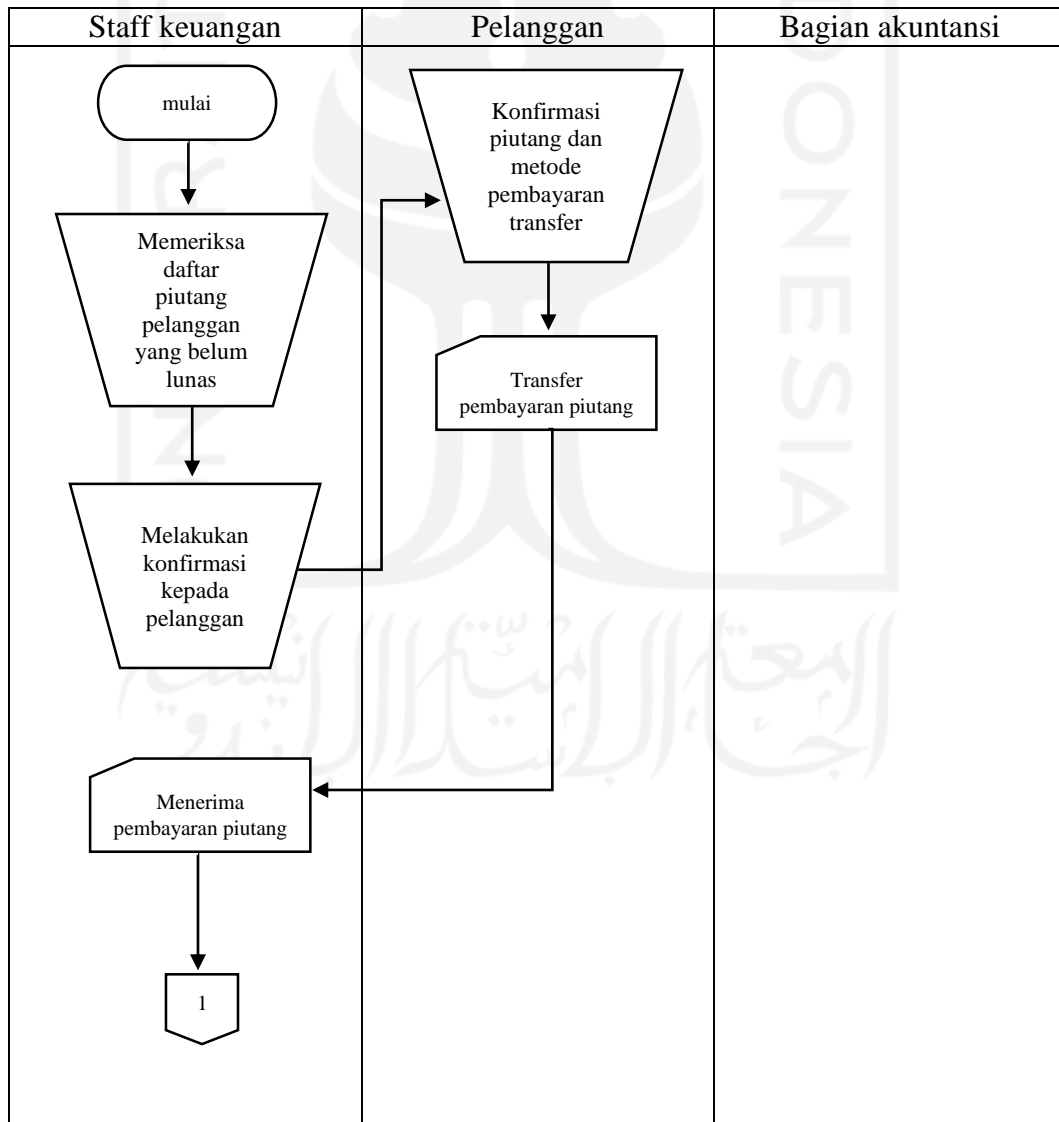 Staff keuangan
Pelanggan
Bagian akuntansi
mulai
Memeriksa
daftar
piutang
pelanggan
yang belum
lunas
Melakukan
konfirmasi
kepada
pelanggan
Konfirmasi
piutang dan
metode
pembayaran
transfer
Transfer
pembayaran piutang
Menerima
pembayaran piutang
1